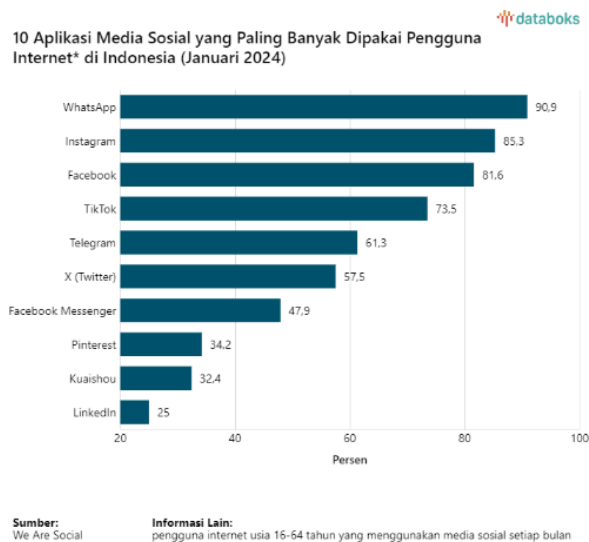 databoks
10 Aplikasi Media Sosial yang Paling Banyak Dipakai Pengguna
Internet* di Indonesia (Januari 2024)
WhatsApp 90,9
Instagram 85,3
Facebook 81,6
TikTok 73,5
Telegram 61,3
X (Twitter) 57,5
Facebook Messenger 47,9
Pinterest 34,2
Kuaishou 32,4
LinkedIn 25
20 40 60 80 100
Persen
Sumber:
We Are Social
Informasi Lain:
pengguna internet usia 16-64 tahun yang menggunakan media sosial setiap bulan